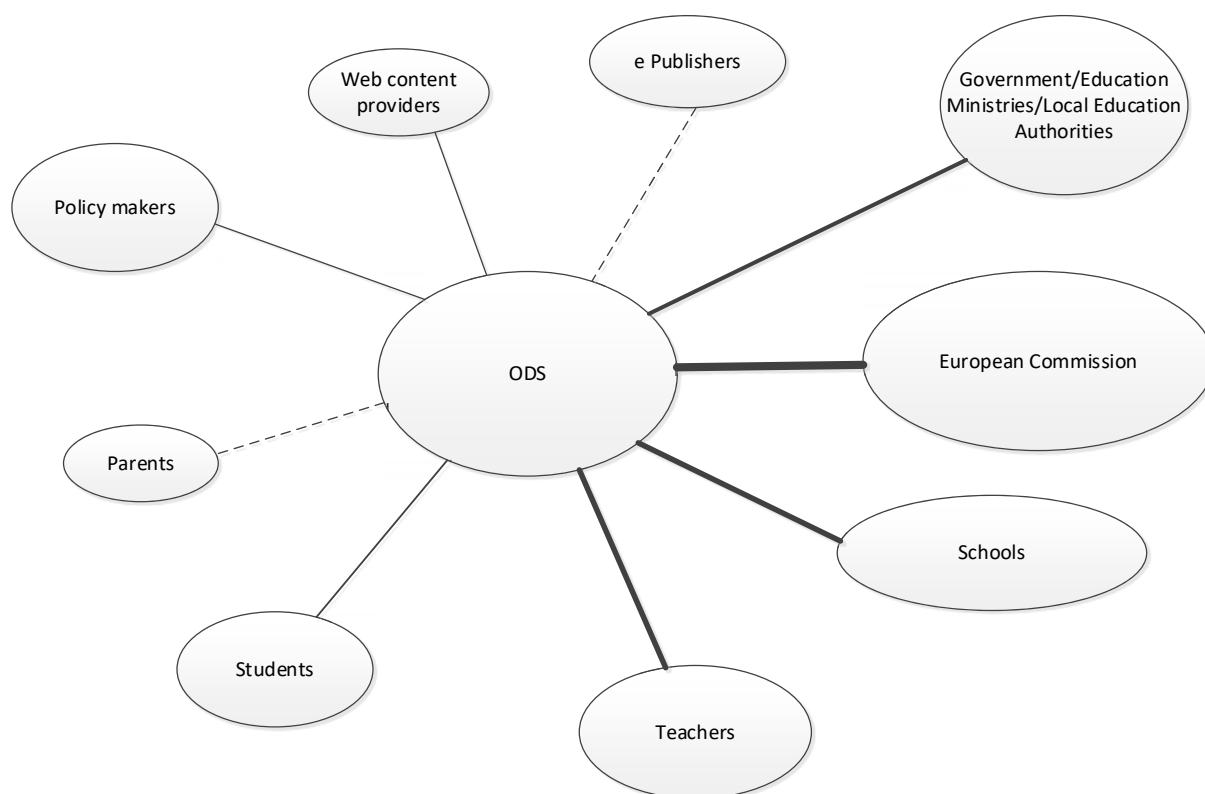 e Publishers
Web content
providers
Government/Education
Ministries/Local Education
Authorities
Policy makers
ODS
European Commission
Parents
Schools
Students
Teachers